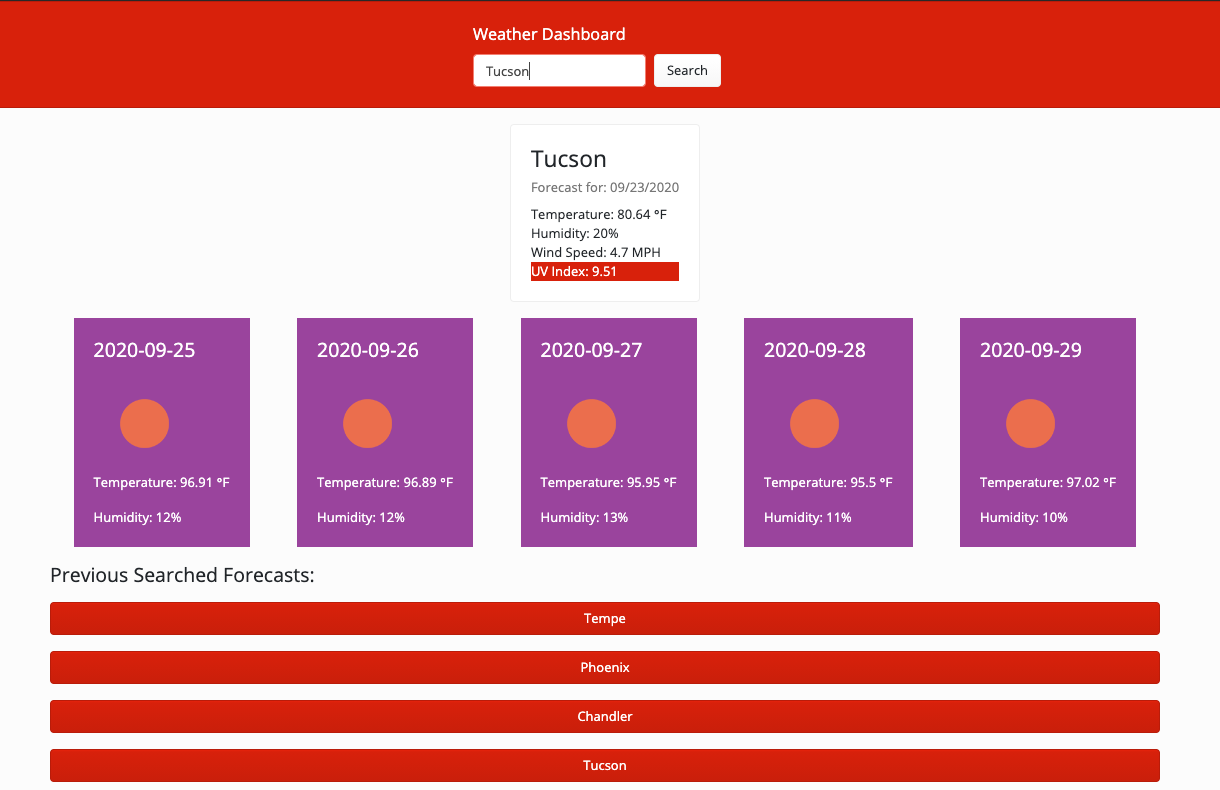 Weather Dashboard
Tucson
Search
Tucson
Forecast for: 09/23/2020
Temperature: 80.64 °F
Humidity: 20%
Wind Speed: 4.7 MPH
UV Index: 9.51
2020-09-25
Temperature: 96.91 °F
Humidity: 12%
2020-09-26
Temperature: 96.89 °F
Humidity: 12%
2020-09-27
Temperature: 95.95 °F
Humidity: 13%
2020-09-28
Temperature: 95.5 °F
Humidity: 11%
2020-09-29
Temperature: 97.02 °F
Humidity: 10%
Previous Searched Forecasts:
Tempe
Phoenix
Chandler
Tucson